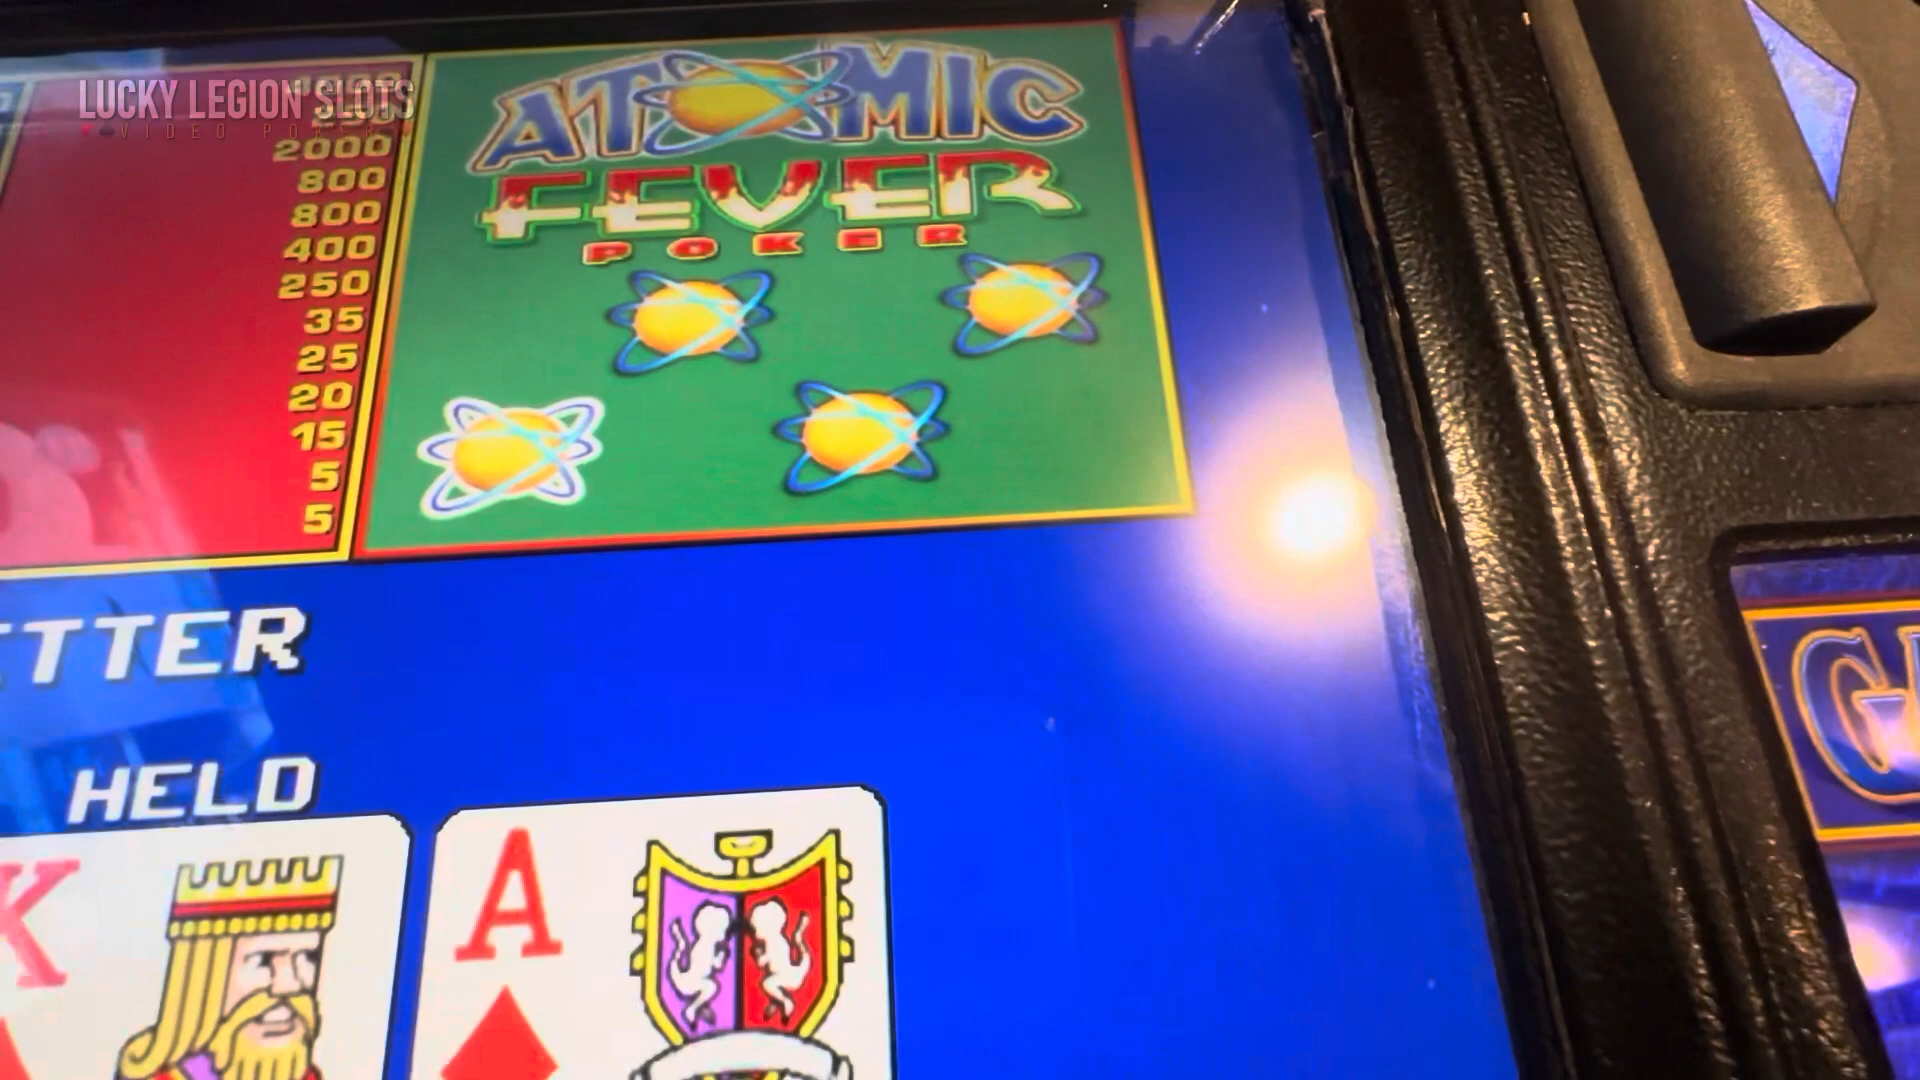 LUCKY LEGION SLOTS
VIDEO POKER
2000
800
800
400
250
35
25
20
15
5
5
ATOMIC
FEVER
POKER
ETTER
HELD
K
A
G